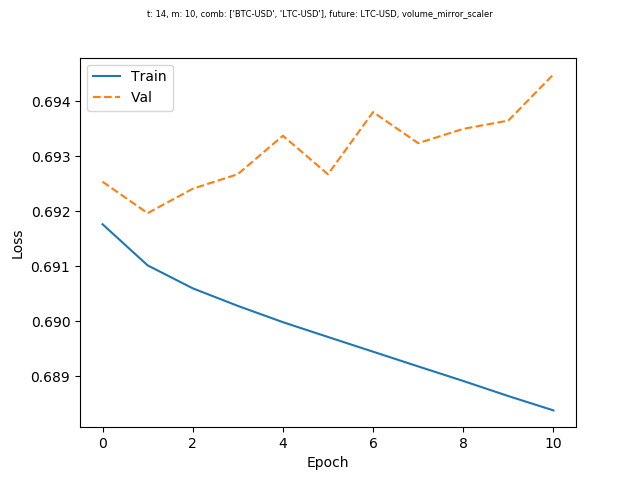 t: 14, m: 10, comb: ['BTC-USD', 'LTC-USD'], future: LTC-USD, volume_mirror_scaler
Train
Val
0.694
0.693
0.692
0.691
0.690
0.689
Loss
0 2 4 6 8 10
Epoch